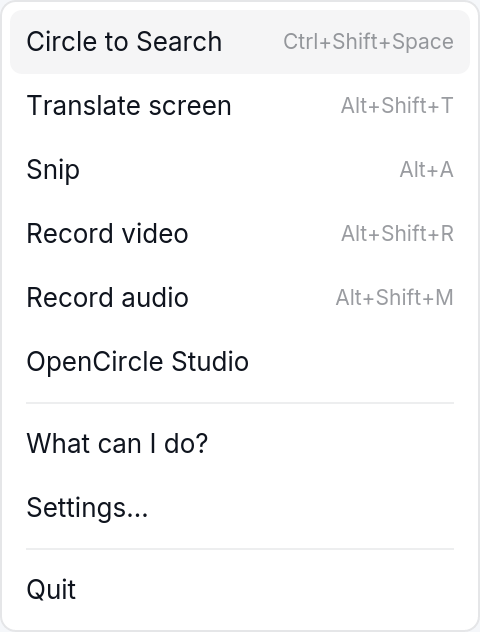 Circle to Search Ctrl+Shift+Space
Translate screen Alt+Shift+T
Snip Alt+A
Record video Alt+Shift+R
Record audio Alt+Shift+M
OpenCircle Studio
What can I do?
Settings...
Quit